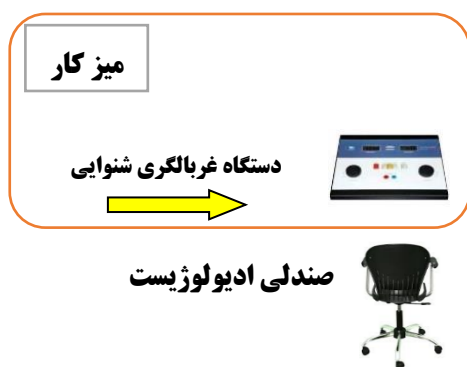 میز کار
دستگاه غربالگری شنوایی
صندلی ادیولوژیست